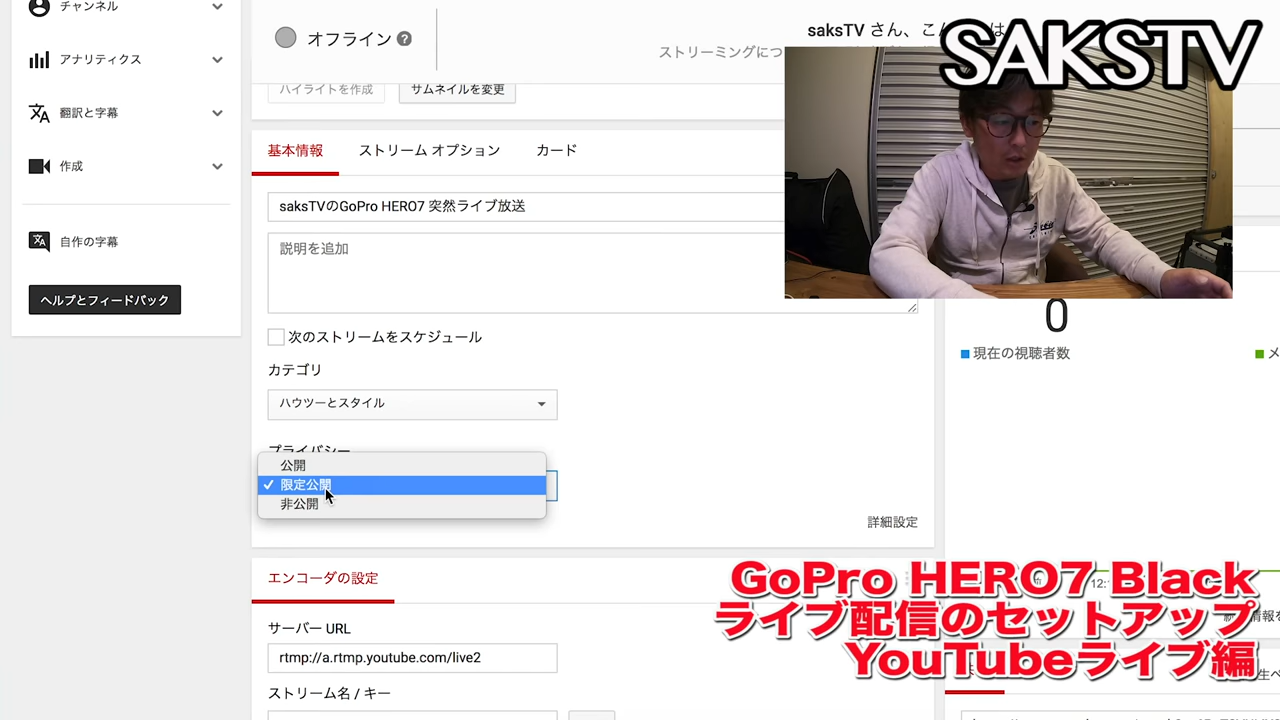 チャンネル
アナリティクス
翻訳と字幕
作成
自作の字幕
ヘルプとフィードバック
オフライン ?
saksTV さん、こん
ストリーミングにつ
SAKSTV
ハイライトを作成
サムネイルを変更
基本情報
ストリーム オプション
カード
saksTVのGoPro HERO7 突然ライブ放送
説明を追加
次のストリームをスケジュール
カテゴリ
ハウツーとスタイル
プライバシー
公開
✓ 限定公開
非公開
詳細設定
0
現在の視聴者数
メ
エンコーダの設定
サーバー URL
rtmp://a.rtmp.youtube.com/live2
ストリーム名 / キー
GoPro HERO7 Black
ライブ配信のセットアップ
YouTubeライブ編